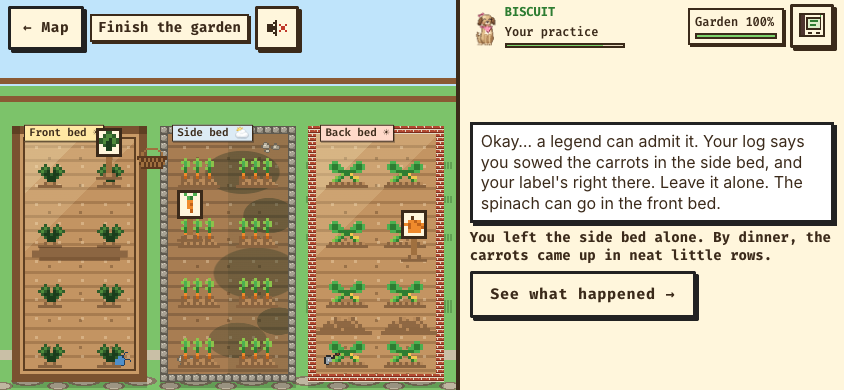 ← Map
Finish the garden
BISCUIT
Your practice
Garden 100%
Front bed
Side bed
Back bed
Okay... a legend can admit it. Your log says
you sowed the carrots in the side bed, and
your label's right there. Leave it alone. The
spinach can go in the front bed.
You left the side bed alone. By dinner, the
carrots came up in neat little rows.
See what happened →